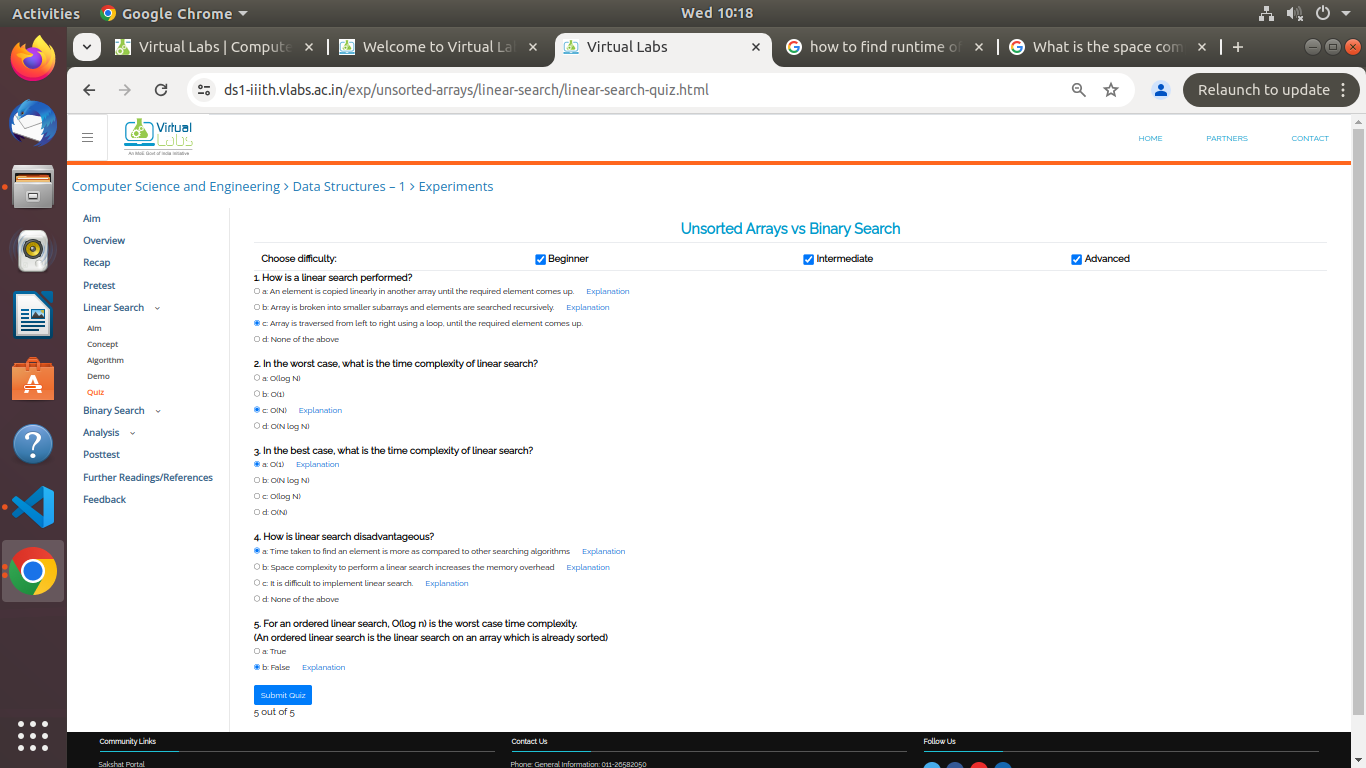 Activities Google Chrome Wed 10:18
Virtual Labs | Compute Welcome to Virtual La Virtual Labs how to find runtime o What is the space com
ds1-iiith.vlabs.ac.in/exp/unsorted-arrays/linear-search/linear-search-quiz.html Relaunch to update
Virtual Labs
An MoE Govt of India Initiative
HOME PARTNERS CONTACT
Computer Science and Engineering > Data Structures – 1 > Experiments
Aim
Overview
Recap
Pretest
Linear Search
Aim
Concept
Algorithm
Demo
Quiz
Binary Search
Analysis
Posttest
Further Readings/References
Feedback
Unsorted Arrays vs Binary Search
Choose difficulty: Beginner Intermediate Advanced
1. How is a linear search performed?
a: An element is copied linearly in another array until the required element comes up. Explanation
b: Array is broken into smaller subarrays and elements are searched recursively. Explanation
c: Array is traversed from left to right using a loop, until the required element comes up.
d: None of the above
2. In the worst case, what is the time complexity of linear search?
a: O(log N)
b: O(1)
c: O(N) Explanation
d: O(N log N)
3. In the best case, what is the time complexity of linear search?
a: O(1) Explanation
b: O(N log N)
c: O(log N)
d: O(N)
4. How is linear search disadvantageous?
a: Time taken to find an element is more as compared to other searching algorithms Explanation
b: Space complexity to perform a linear search increases the memory overhead Explanation
c: It is difficult to implement linear search. Explanation
d: None of the above
5. For an ordered linear search, O(log n) is the worst case time complexity.
(An ordered linear search is the linear search on an array which is already sorted)
a: True
b: False Explanation
Submit Quiz
5 out of 5
Community Links Contact Us Follow Us
Sakshat Portal Phone: General Information: 011-26582050